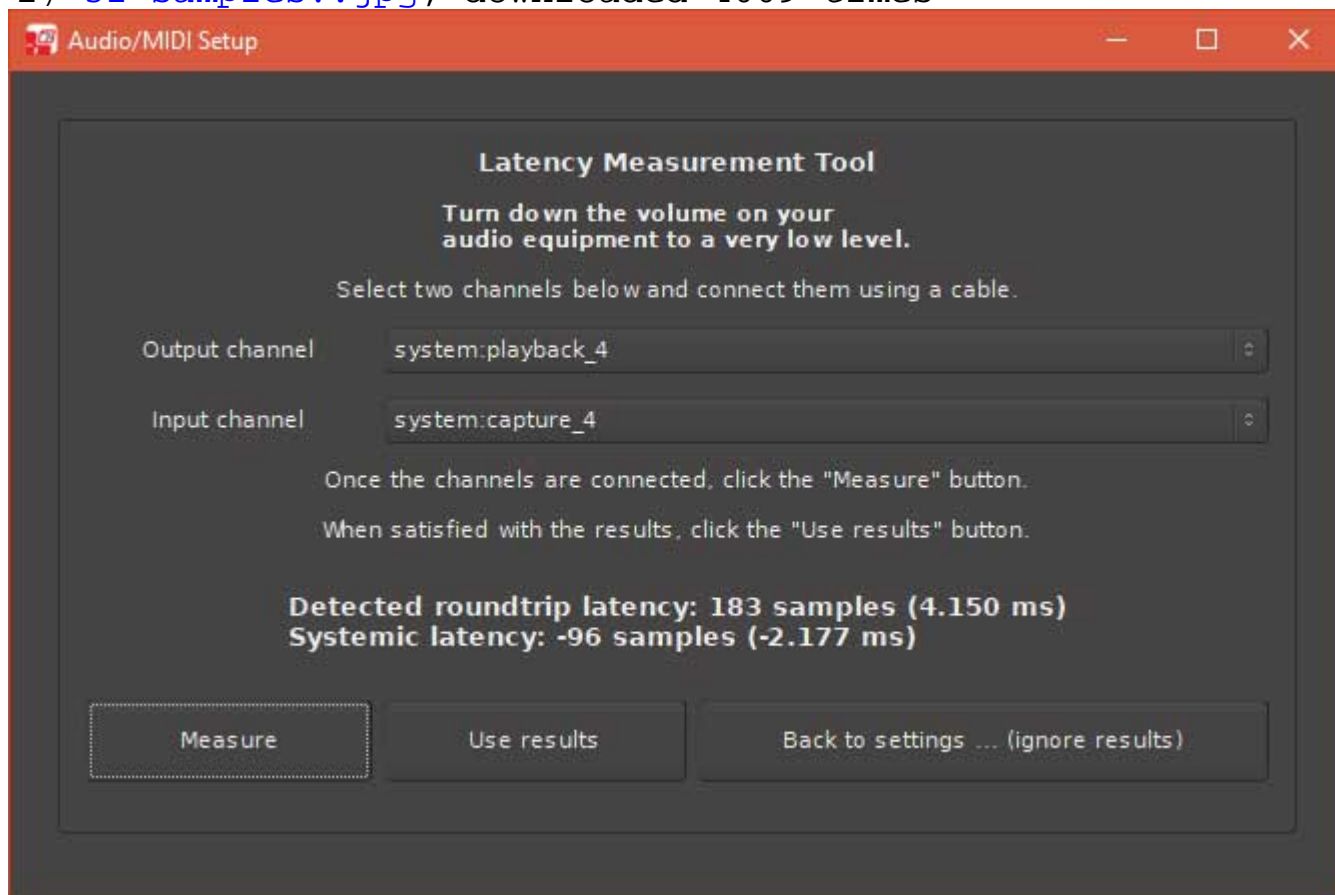 Audio/MIDI Setup
Latency Measurement Tool
Turn down the volume on your
audio equipment to a very low level.
Select two channels below and connect them using a cable.
Output channel system:playback_4
Input channel system:capture_4
Once the channels are connected, click the "Measure" button.
When satisfied with the results, click the "Use results" button.
Detected roundtrip latency: 183 samples (4.150 ms)
Systemic latency: -96 samples (-2.177 ms)
Measure Use results Back to settings ... (ignore results)